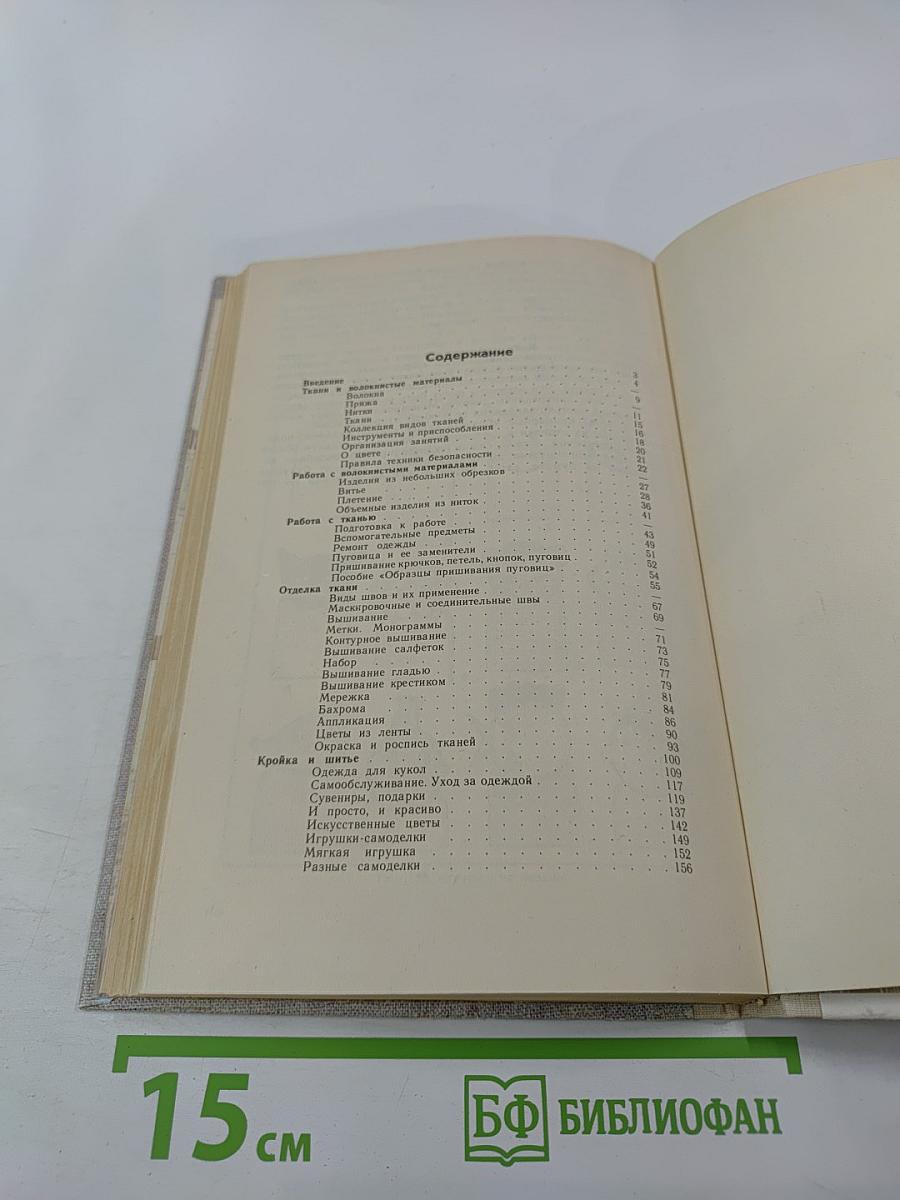 Содержание
Введение . . . 3
Ткани и волокнистые материалы . . . 4
Волокна . . . —
Пряжа . . . 9
Нитки . . . —
Ткани . . . 11
Коллекция видов тканей . . . 15
Инструменты и приспособления . . . 16
Организация занятий . . . 18
О цвете . . . 20
Правила техники безопасности . . . 21
Работа с волокнистыми материалами . . . 22
Изделия из небольших обрезков . . . —
Витье . . . 27
Плетение . . . 28
Объемные изделия из ниток . . . 36
Работа с тканью . . . 41
Подготовка к работе . . . —
Вспомогательные предметы . . . 43
Ремонт одежды . . . 49
Пуговица и ее заменители . . . 51
Пришивание крючков, петель, кнопок, пуговиц . . . 52
Пособие «Образцы пришивания пуговиц» . . . 54
Отделка ткани . . . 55
Виды швов и их применение . . . —
Маскировочные и соединительные швы . . . 67
Вышивание . . . 69
Метки. Монограммы . . . —
Контурное вышивание . . . 71
Вышивание салфеток . . . 73
Набор . . . 75
Вышивание гладью . . . 77
Вышивание крестиком . . . 79
Мережка . . . 81
Бахрома . . . 84
Аппликация . . . 86
Цветы из ленты . . . 90
Окраска и роспись тканей . . . 93
Кройка и шитье . . . 100
Одежда для кукол . . . 109
Самообслуживание. Уход за одеждой . . . 117
Сувениры, подарки . . . 119
И просто, и красиво . . . 137
Искусственные цветы . . . 142
Игрушки-самоделки . . . 149
Мягкая игрушка . . . 152
Разные самоделки . . . 156
15 см
БФ БИБЛИОФАН